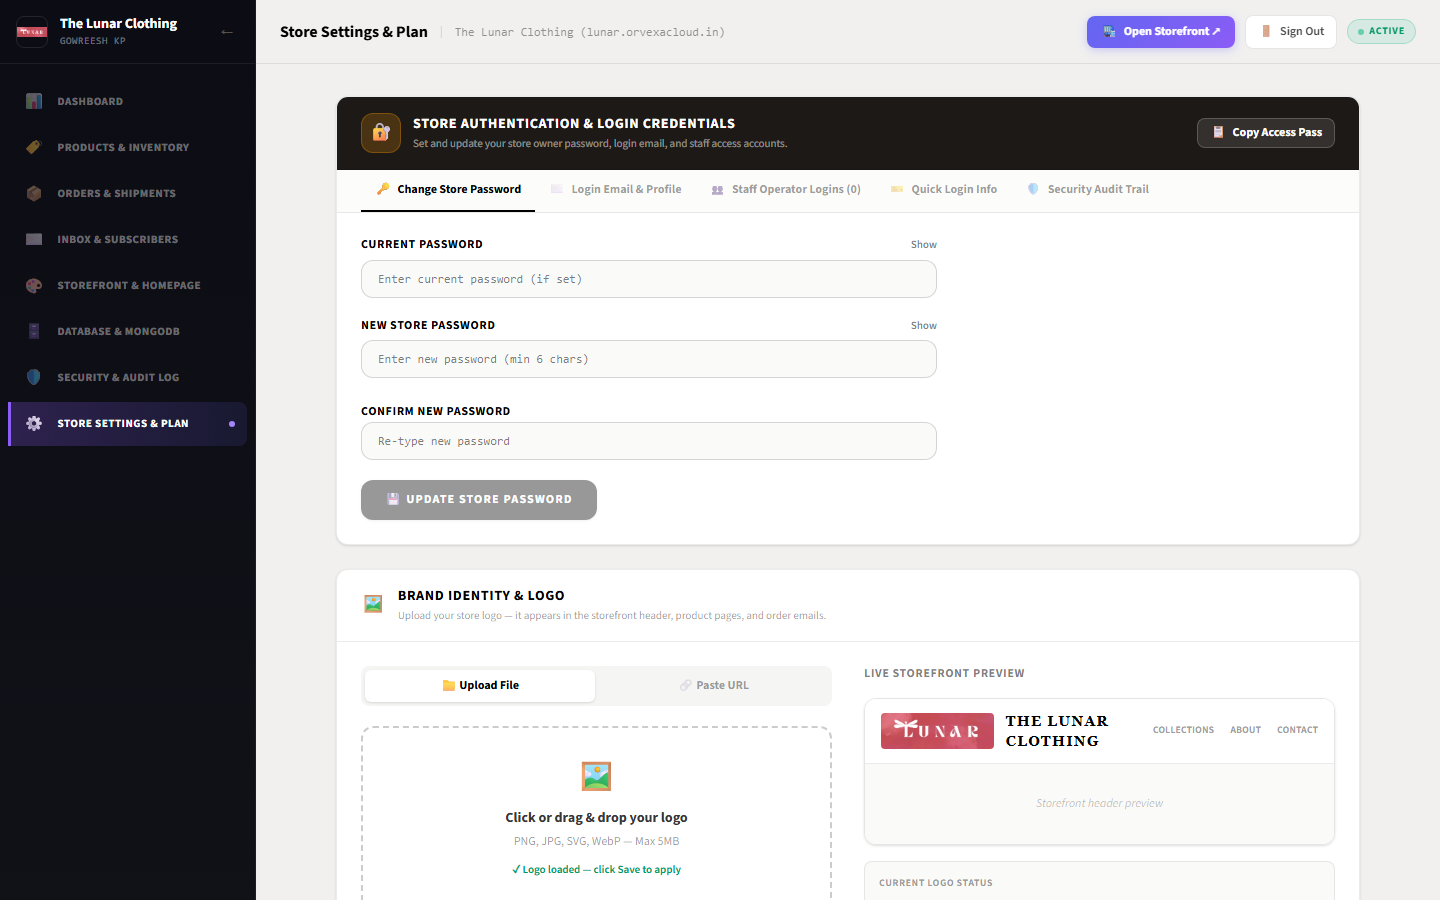 The Lunar Clothing
GOWREESH KP
←
DASHBOARD
PRODUCTS & INVENTORY
ORDERS & SHIPMENTS
INBOX & SUBSCRIBERS
STOREFRONT & HOMEPAGE
DATABASE & MONGODB
SECURITY & AUDIT LOG
STORE SETTINGS & PLAN
Store Settings & Plan | The Lunar Clothing (lunar.orvexacloud.in)
Open Storefront ↗
Sign Out
ACTIVE
STORE AUTHENTICATION & LOGIN CREDENTIALS
Set and update your store owner password, login email, and staff access accounts.
Copy Access Pass
Change Store Password
Login Email & Profile
Staff Operator Logins (0)
Quick Login Info
Security Audit Trail
CURRENT PASSWORD
Show
Enter current password (if set)
NEW STORE PASSWORD
Show
Enter new password (min 6 chars)
CONFIRM NEW PASSWORD
Re-type new password
UPDATE STORE PASSWORD
BRAND IDENTITY & LOGO
Upload your store logo — it appears in the storefront header, product pages, and order emails.
Upload File
Paste URL
Click or drag & drop your logo
PNG, JPG, SVG, WebP — Max 5MB
✓ Logo loaded — click Save to apply
LIVE STOREFRONT PREVIEW
LUNAR
THE LUNAR
CLOTHING
COLLECTIONS
ABOUT
CONTACT
Storefront header preview
CURRENT LOGO STATUS